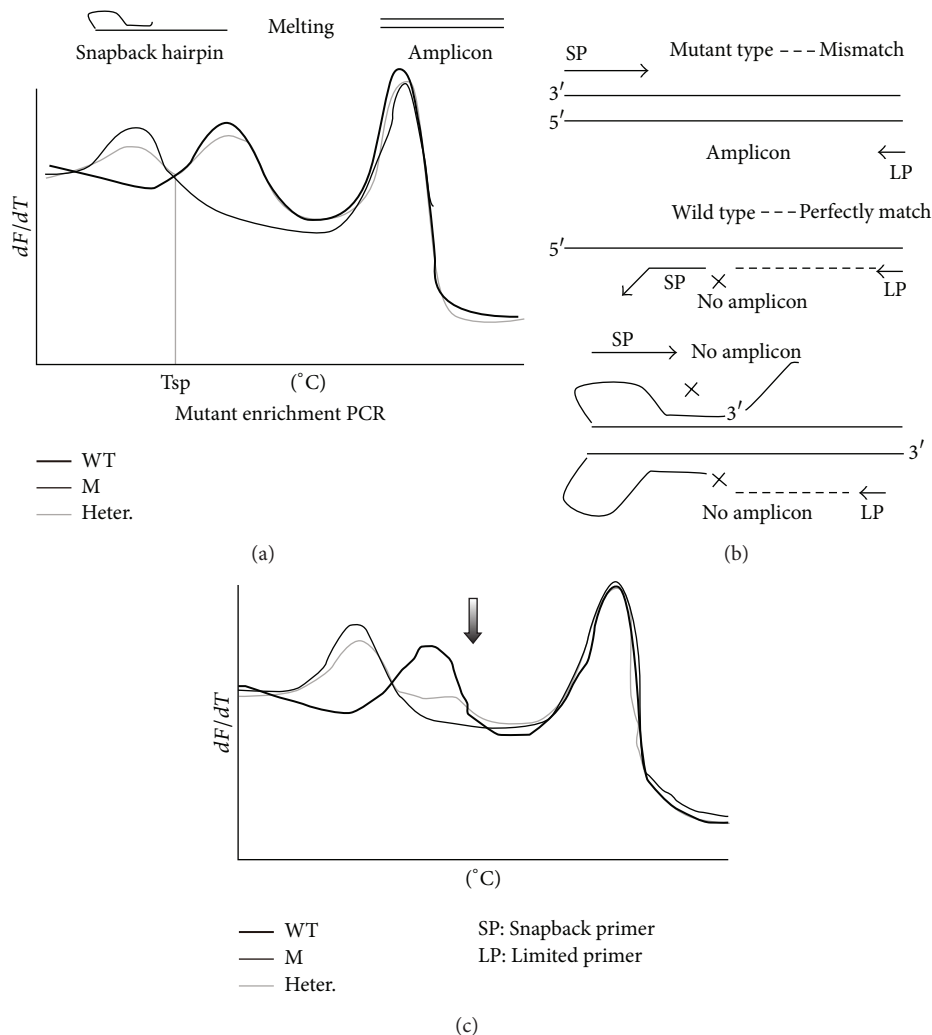 Snapback hairpin
Melting
Amplicon
dF/dT
Tsp
(°C)
Mutant enrichment PCR
WT
M
Heter.
(a)
SP
Mutant type --- Mismatch
3′
5′
Amplicon
LP
Wild type --- Perfectly match
5′
SP
LP
No amplicon
SP
No amplicon
3′
3′
No amplicon
LP
(b)
dF/dT
(°C)
WT
M
Heter.
SP: Snapback primer
LP: Limited primer
(c)